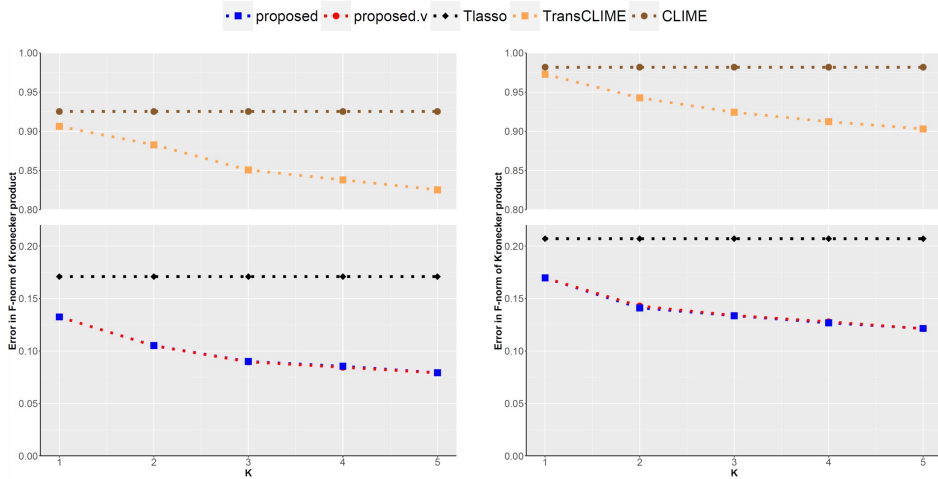 proposed proposed.v Tlasso TransCLIME CLIME
Error in F-norm of Kronecker product
1.00
0.95
0.90
0.85
0.80
0.20
0.15
0.10
0.05
0.00
1 2 3 4 5
K
Error in F-norm of Kronecker product
1.00
0.95
0.90
0.85
0.80
0.20
0.15
0.10
0.05
0.00
1 2 3 4 5
K